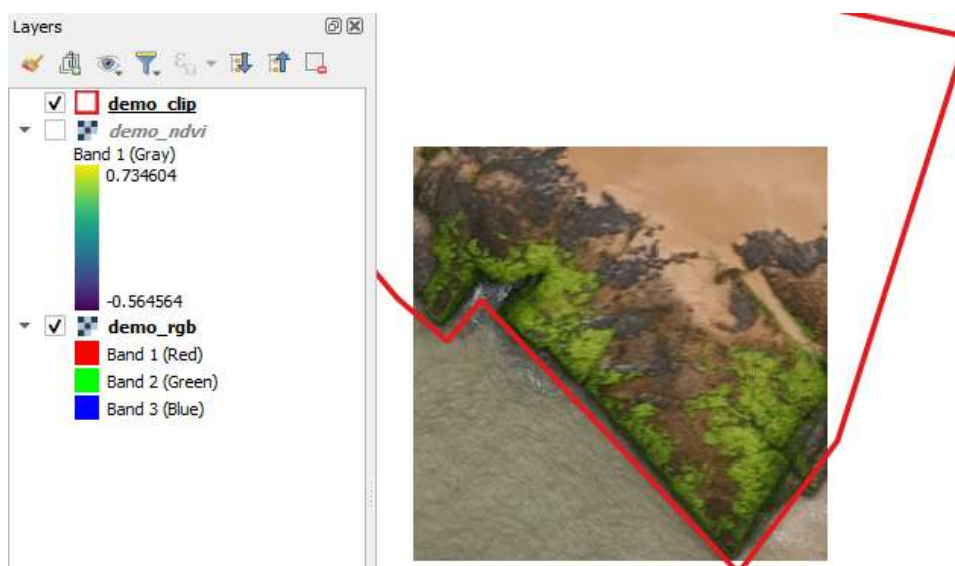 Layers
demo_clip
demo_ndvi
Band 1 (Gray)
0.734604
-0.564564
demo_rgb
Band 1 (Red)
Band 2 (Green)
Band 3 (Blue)